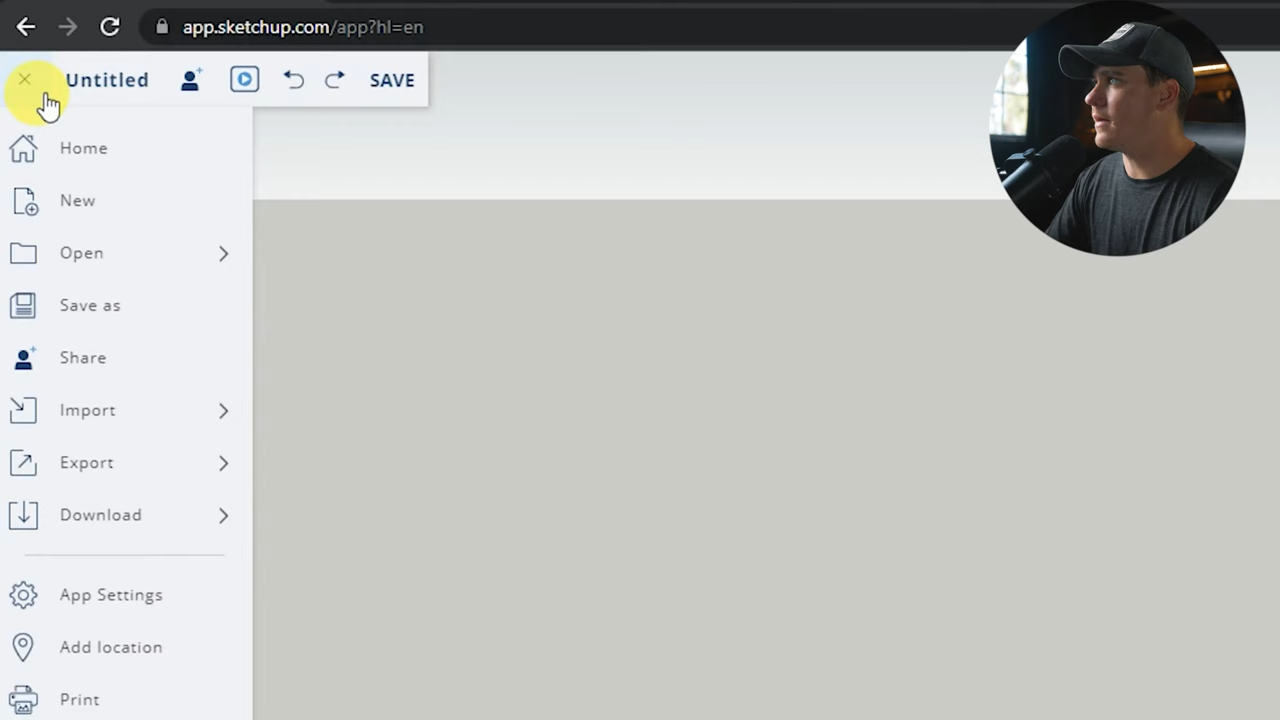 app.sketchup.com/app?hl=en
Untitled SAVE
Home
New
Open
Save as
Share
Import
Export
Download
App Settings
Add location
Print